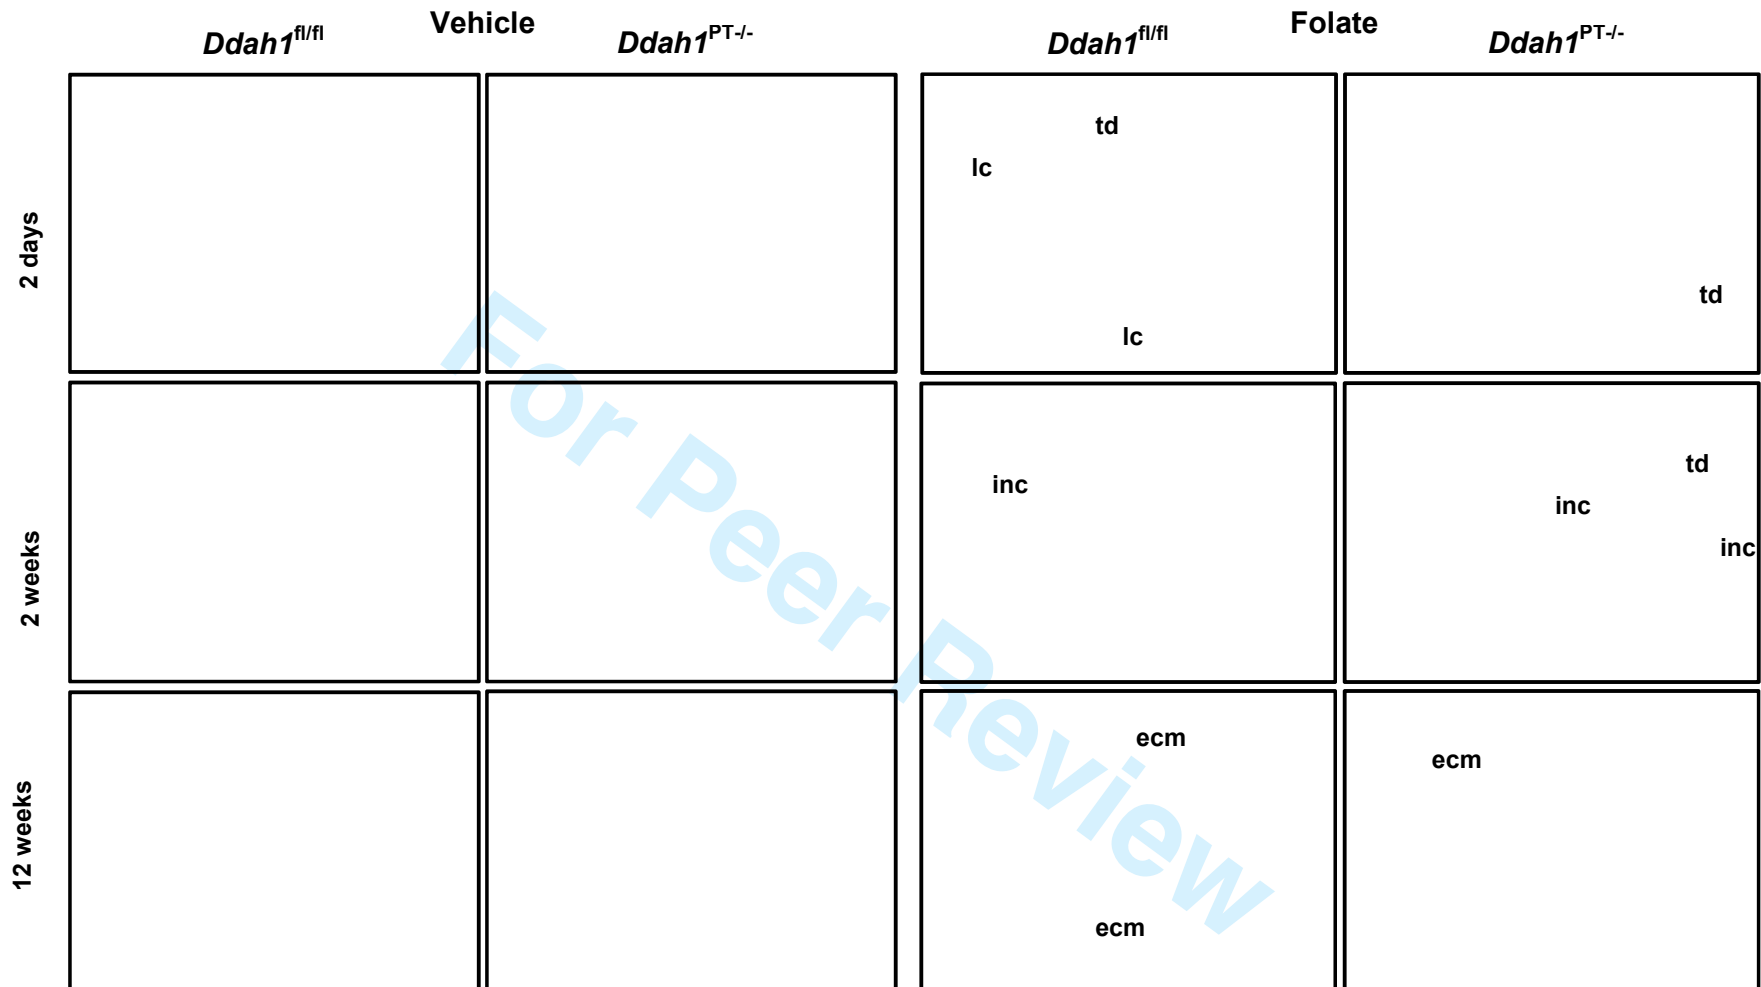 Vehicle
Folate
Ddah1fl/fl
Ddah1PT-/-
Ddah1fl/fl
Ddah1PT-/-
2 days
td
lc
td
lc
2 weeks
td
inc
inc
inc
12 weeks
ecm
ecm
ecm
For Peer Review